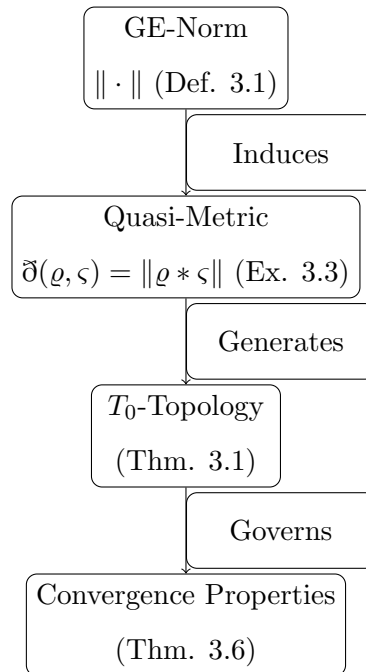 GE-Norm
∥ · ∥ (Def. 3.1)
Induces
Quasi-Metric
ð(ϱ, ς) = ∥ϱ ∗ ς∥ (Ex. 3.3)
Generates
T₀-Topology
(Thm. 3.1)
Governs
Convergence Properties
(Thm. 3.6)